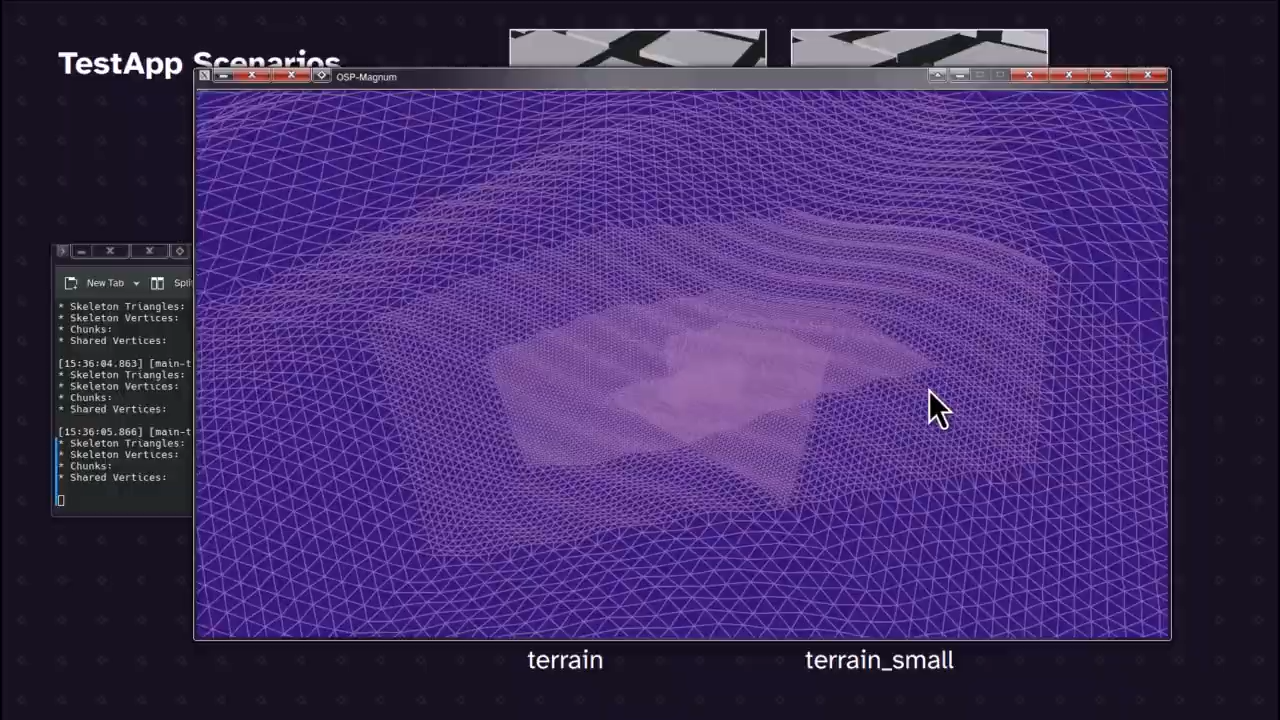 TestApp Scenarios
OSP-Magnum
New Tab
* Skeleton Triangles:
* Skeleton Vertices:
* Chunks:
* Shared Vertices:
[15:36:04.863] [main-t
* Skeleton Triangles:
* Skeleton Vertices:
* Chunks:
* Shared Vertices:
[15:36:05.866] [main-t
* Skeleton Triangles:
* Skeleton Vertices:
* Chunks:
* Shared Vertices:
terrain
terrain_small